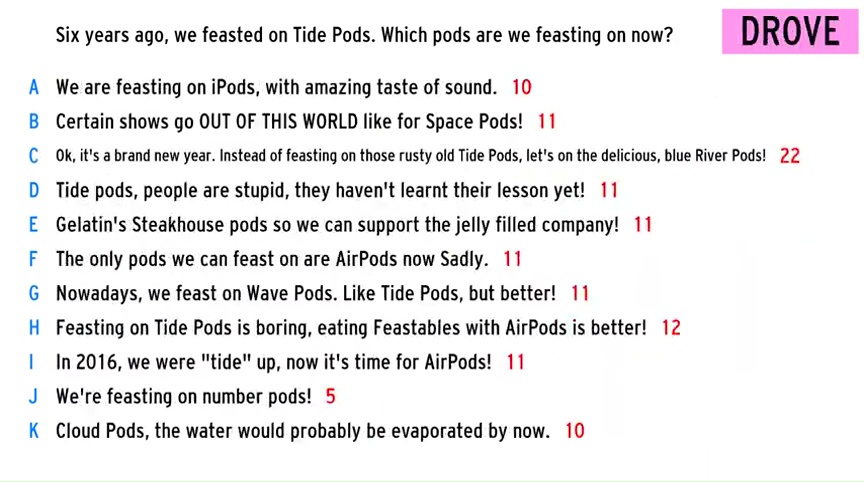 Six years ago, we feasted on Tide Pods. Which pods are we feasting on now?
DROVE
A We are feasting on iPods, with amazing taste of sound. 10
B Certain shows go OUT OF THIS WORLD like for Space Pods! 11
C Ok, it's a brand new year. Instead of feasting on those rusty old Tide Pods, let's on the delicious, blue River Pods! 22
D Tide pods, people are stupid, they haven't learnt their lesson yet! 11
E Gelatin's Steakhouse pods so we can support the jelly filled company! 11
F The only pods we can feast on are AirPods now Sadly. 11
G Nowadays, we feast on Wave Pods. Like Tide Pods, but better! 11
H Feasting on Tide Pods is boring, eating Feastables with AirPods is better! 12
I In 2016, we were "tide" up, now it's time for AirPods! 11
J We're feasting on number pods! 5
K Cloud Pods, the water would probably be evaporated by now. 10